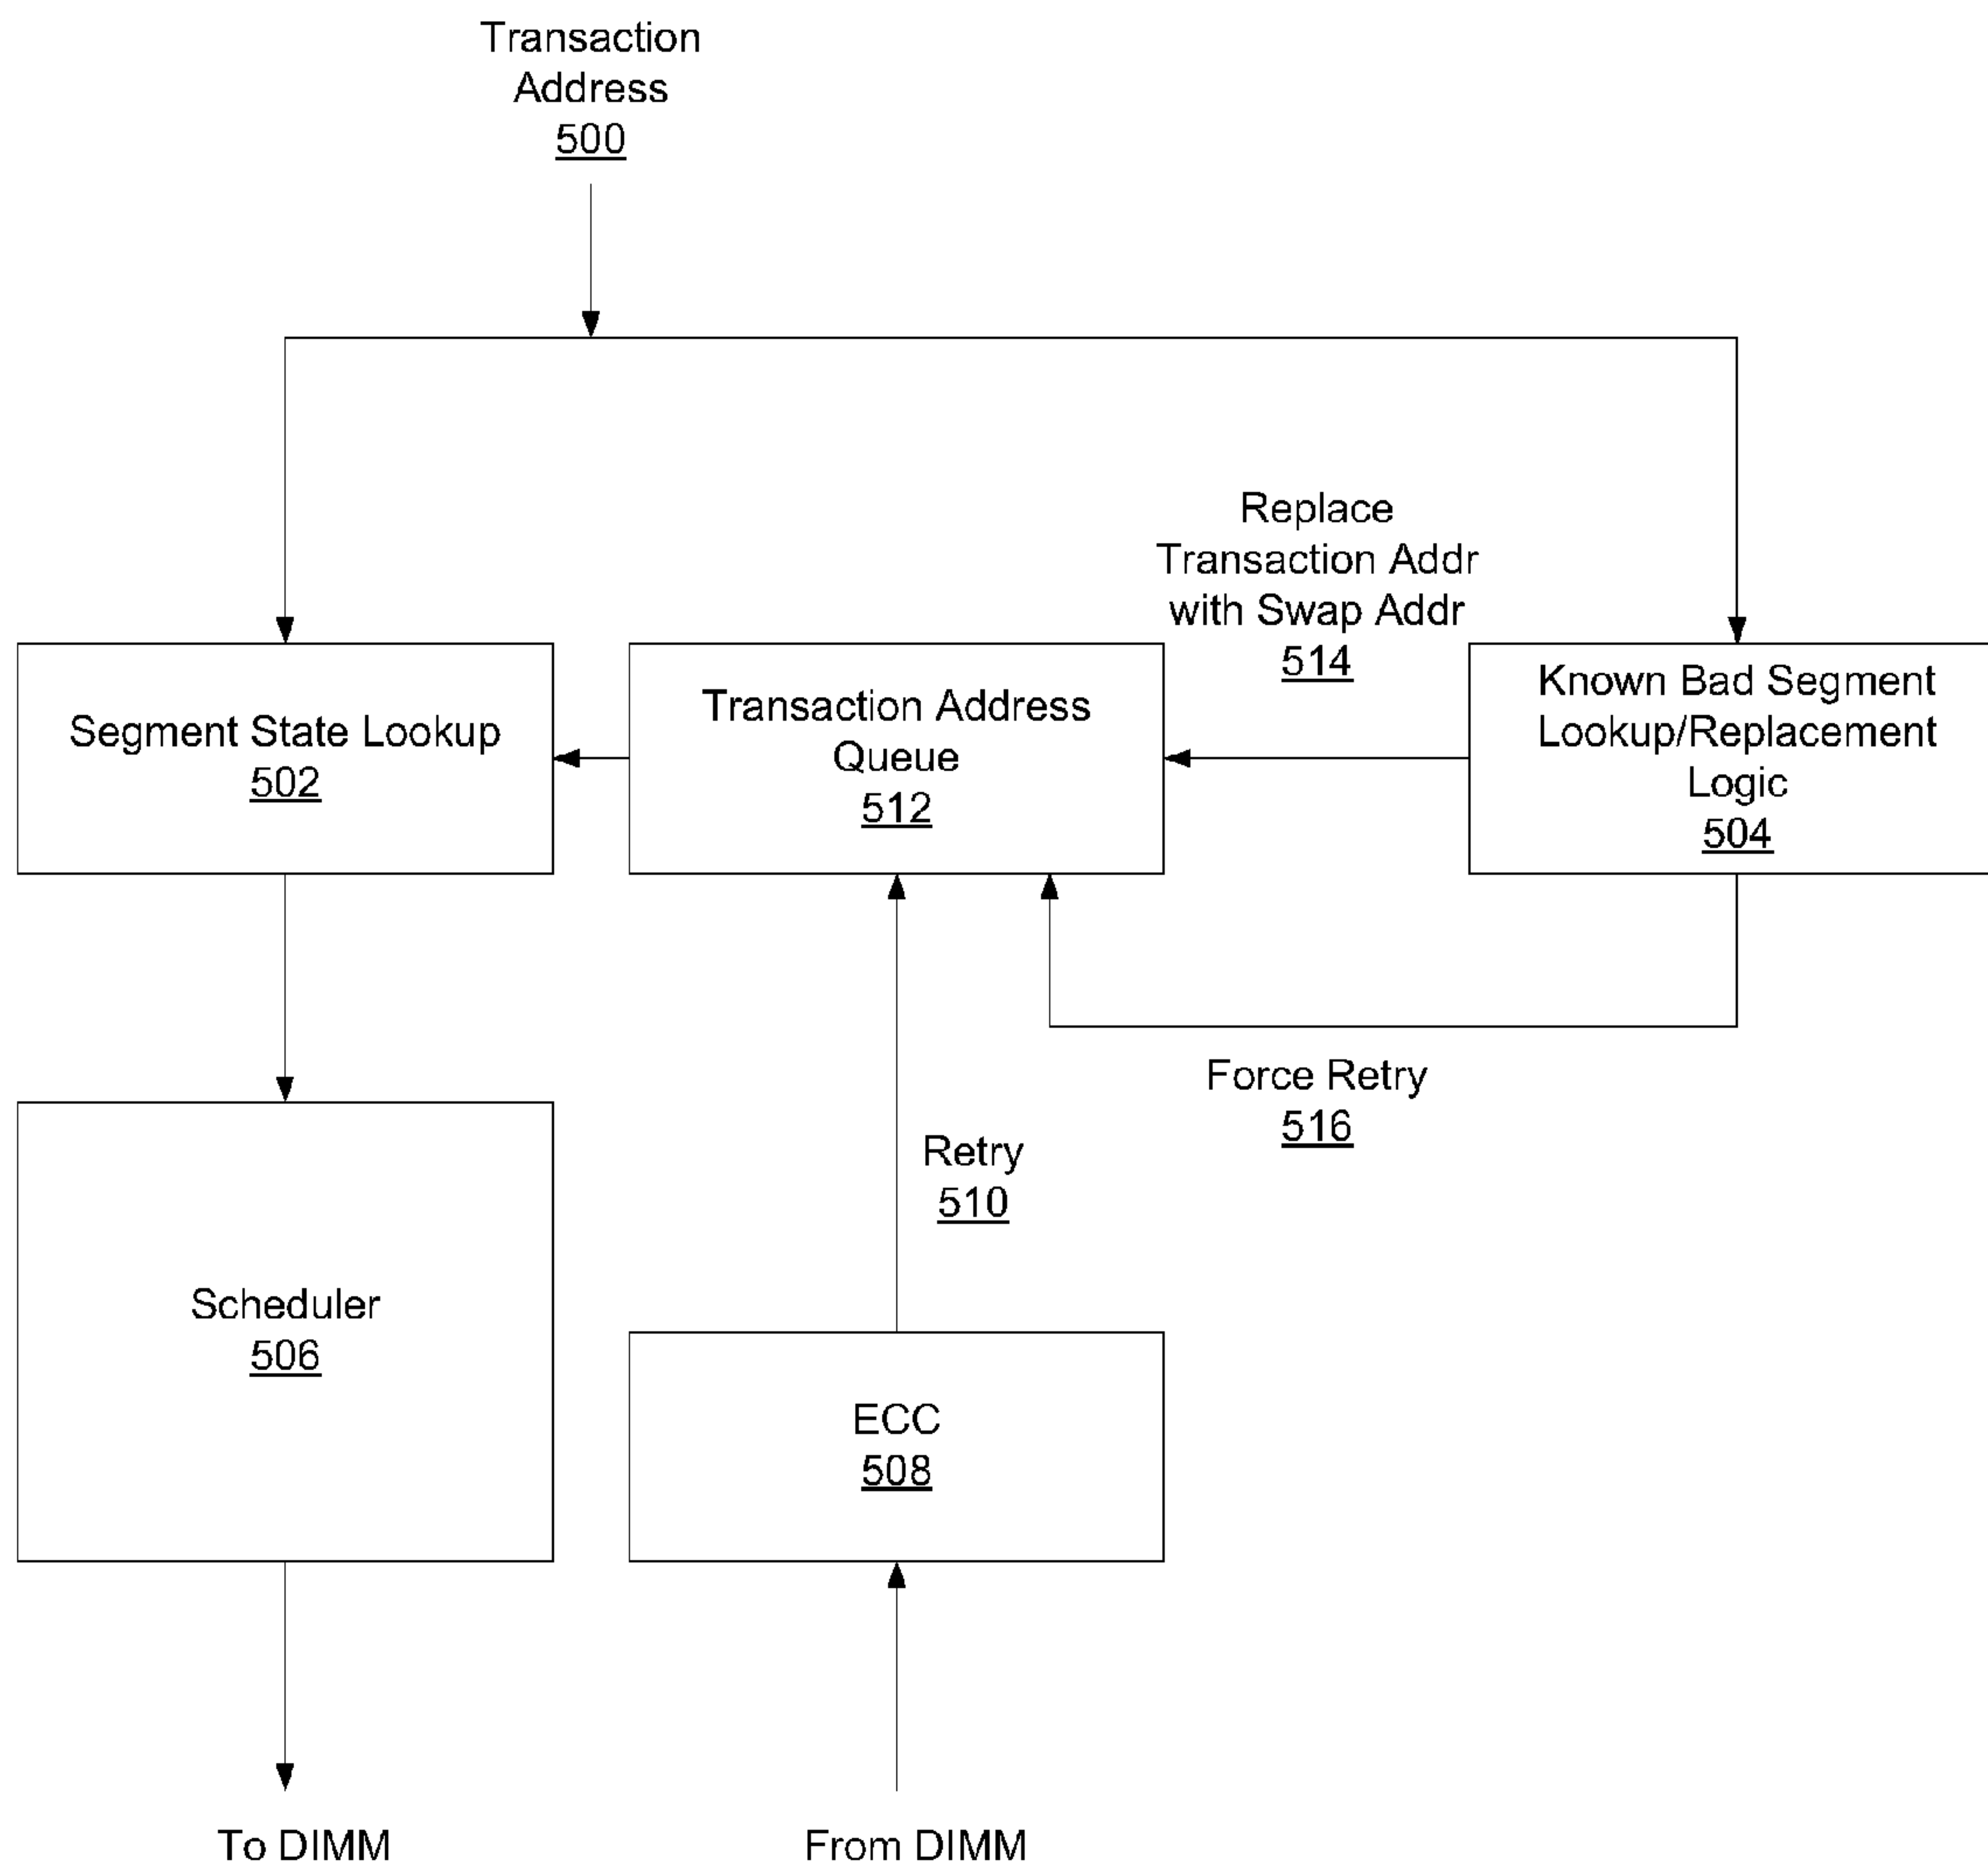 Transaction
Address
500
Replace
Transaction Addr
with Swap Addr
514
Segment State Lookup
502
Transaction Address
Queue
512
Known Bad Segment
Lookup/Replacement
Logic
504
Force Retry
516
Retry
510
Scheduler
506
ECC
508
To DIMM
From DIMM